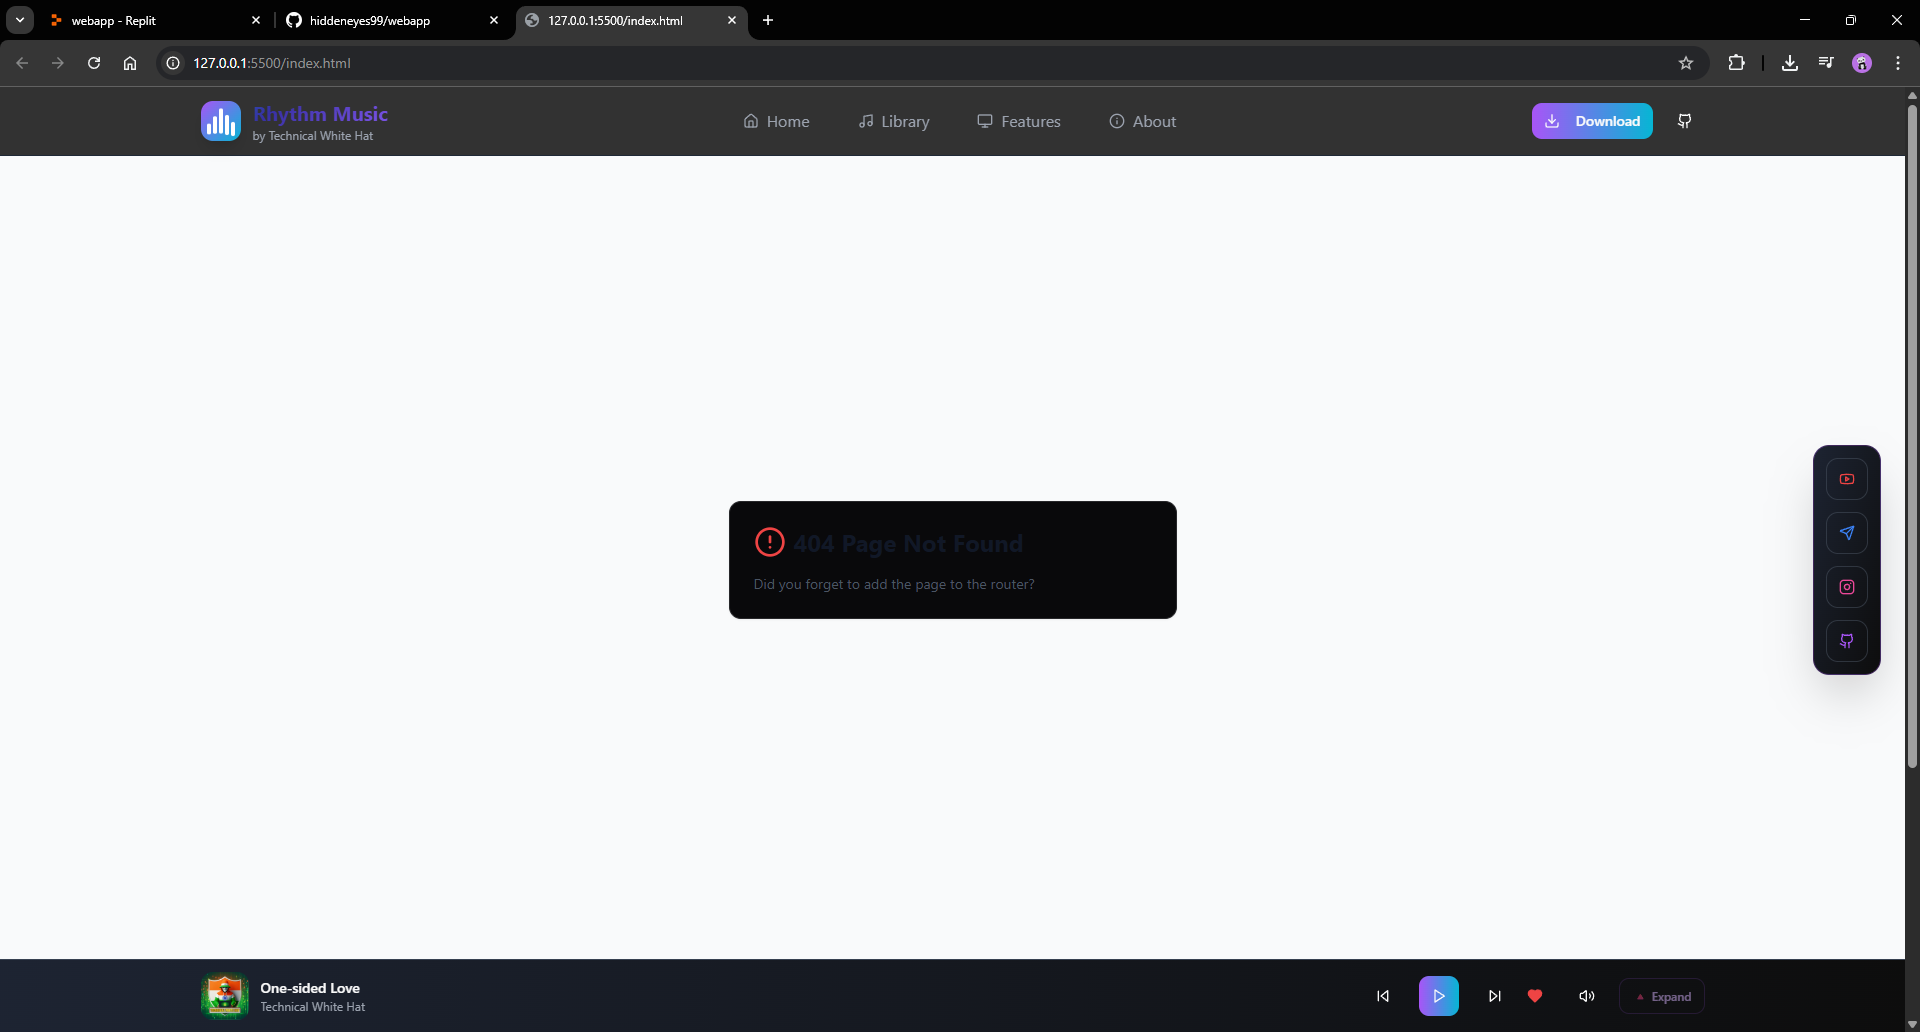 webapp - Replit
hiddeneyes99/webapp
127.0.0.1:5500/index.html
127.0.0.1:5500/index.html
Rhythm Music
by Technical White Hat
Home
Library
Features
About
Download
404 Page Not Found
Did you forget to add the page to the router?
One-sided Love
Technical White Hat
Expand